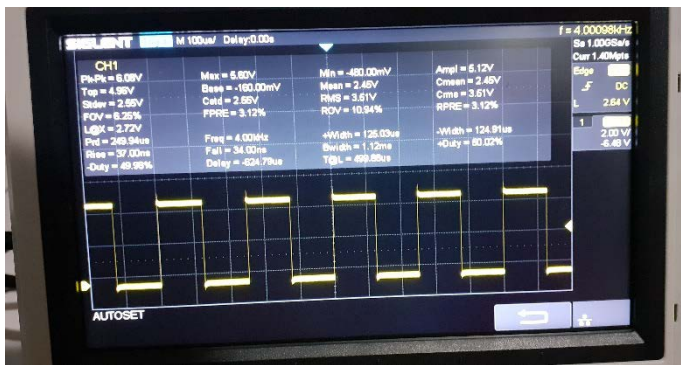 SIGLENT M 100us/ Delay:0.00s f = 4.00098kHz
Sa 1.00GSa/s
Curr 1.40Mpts
Edge
DC
L 2.64 V
1
2.00 V/
-6.48 V
CH1
Pk-Pk = 6.08V Max = 5.60V Min = -480.00mV Ampl = 5.12V
Top = 4.96V Base = -160.00mV Mean = 2.45V Cmean = 2.45V
Stdev = 2.55V Cstd = 2.56V RMS = 3.51V Crms = 3.51V
FOV = 6.25% FPRE = 3.12% ROV = 10.94% RPRE = 3.12%
L@X = 2.72V
Prd = 249.94us Freq = 4.00kHz +Width = 125.03us -Width = 124.91us
Rise = 37.00ns Fall = 34.00ns Bwidth = 1.12ms +Duty = 50.02%
-Duty = 49.98% Delay = -624.79us T@L = 499.88us
AUTOSET